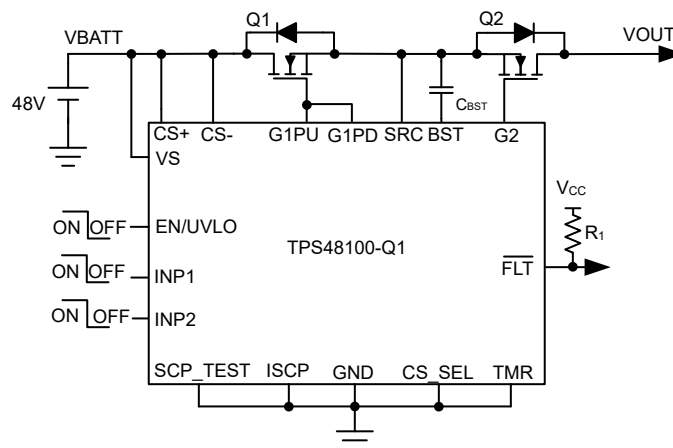 Q1
Q2
VBATT
VOUT
48V
CBST
CS+
CS-
G1PU
G1PD
SRC
BST
G2
VS
VCC
ON
OFF
EN/UVLO
R1
TPS48100-Q1
FLT
ON
OFF
INP1
ON
OFF
INP2
SCP_TEST
ISCP
GND
CS_SEL
TMR